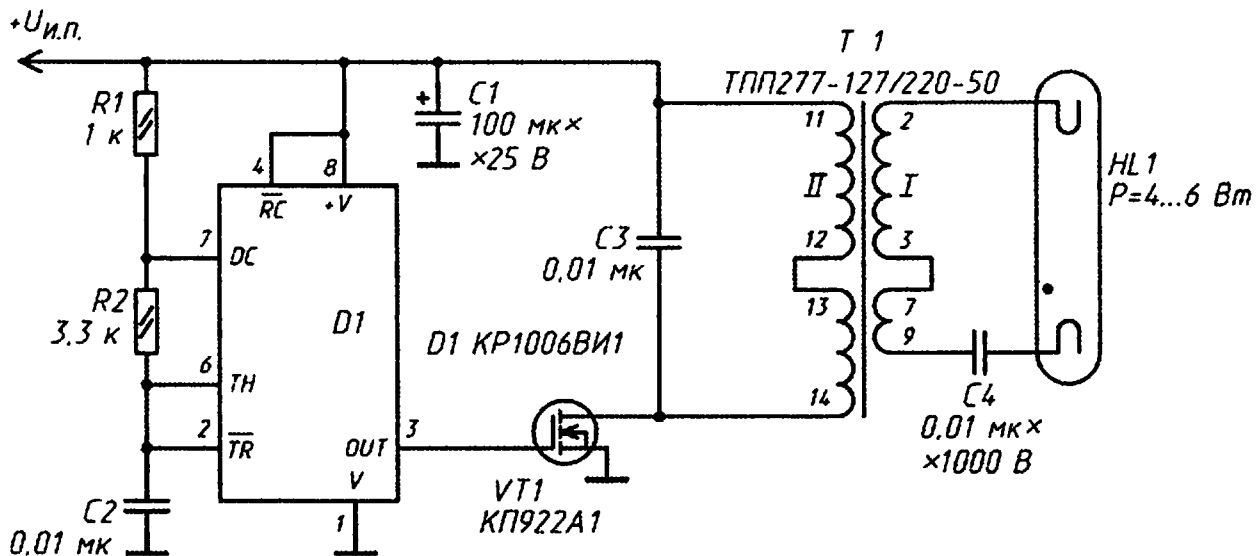 +Uи.п.
T 1
ТПП277-127/220-50
R1
1 к
C1
100 мк×
×25 В
+
4
8
RC
+V
11
2
II
I
HL1
P=4...6 Вт
7
DC
C3
0,01 мк
12
3
R2
3,3 к
D1
D1 КР1006ВИ1
13
7
9
6
TH
14
C4
0,01 мк×
×1000 В
2
TR
OUT
3
V
1
VT1
КП922А1
C2
0,01 мк